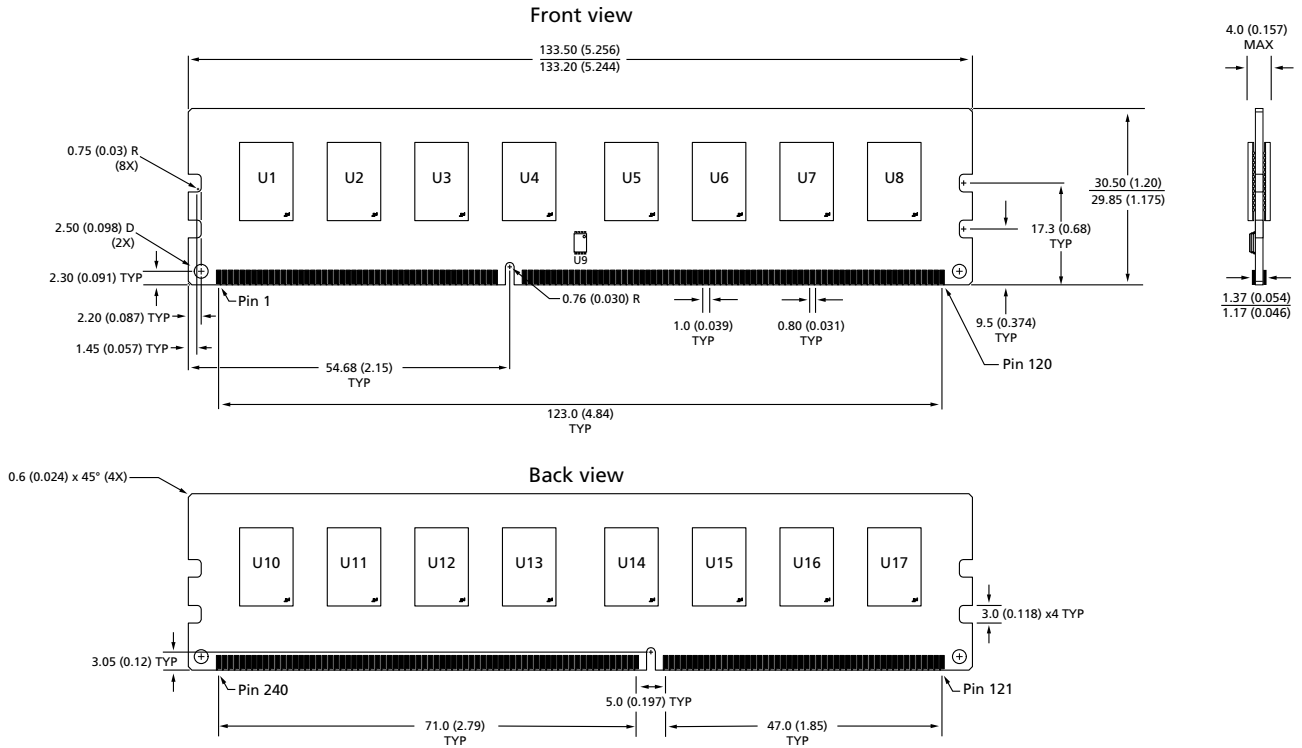 Front view
133.50 (5.256)
133.20 (5.244)
4.0 (0.157)
MAX
0.75 (0.03) R
(8X)
U1
U2
U3
U4
U5
U6
U7
U8
30.50 (1.20)
29.85 (1.175)
17.3 (0.68)
TYP
2.50 (0.098) D
(2X)
U9
2.30 (0.091) TYP
Pin 1
0.76 (0.030) R
2.20 (0.087) TYP
1.0 (0.039)
TYP
0.80 (0.031)
TYP
9.5 (0.374)
TYP
1.37 (0.054)
1.17 (0.046)
1.45 (0.057) TYP
54.68 (2.15)
TYP
Pin 120
123.0 (4.84)
TYP
Back view
0.6 (0.024) x 45° (4X)
U10
U11
U12
U13
U14
U15
U16
U17
3.0 (0.118) x4 TYP
3.05 (0.12) TYP
Pin 240
5.0 (0.197) TYP
Pin 121
71.0 (2.79)
TYP
47.0 (1.85)
TYP